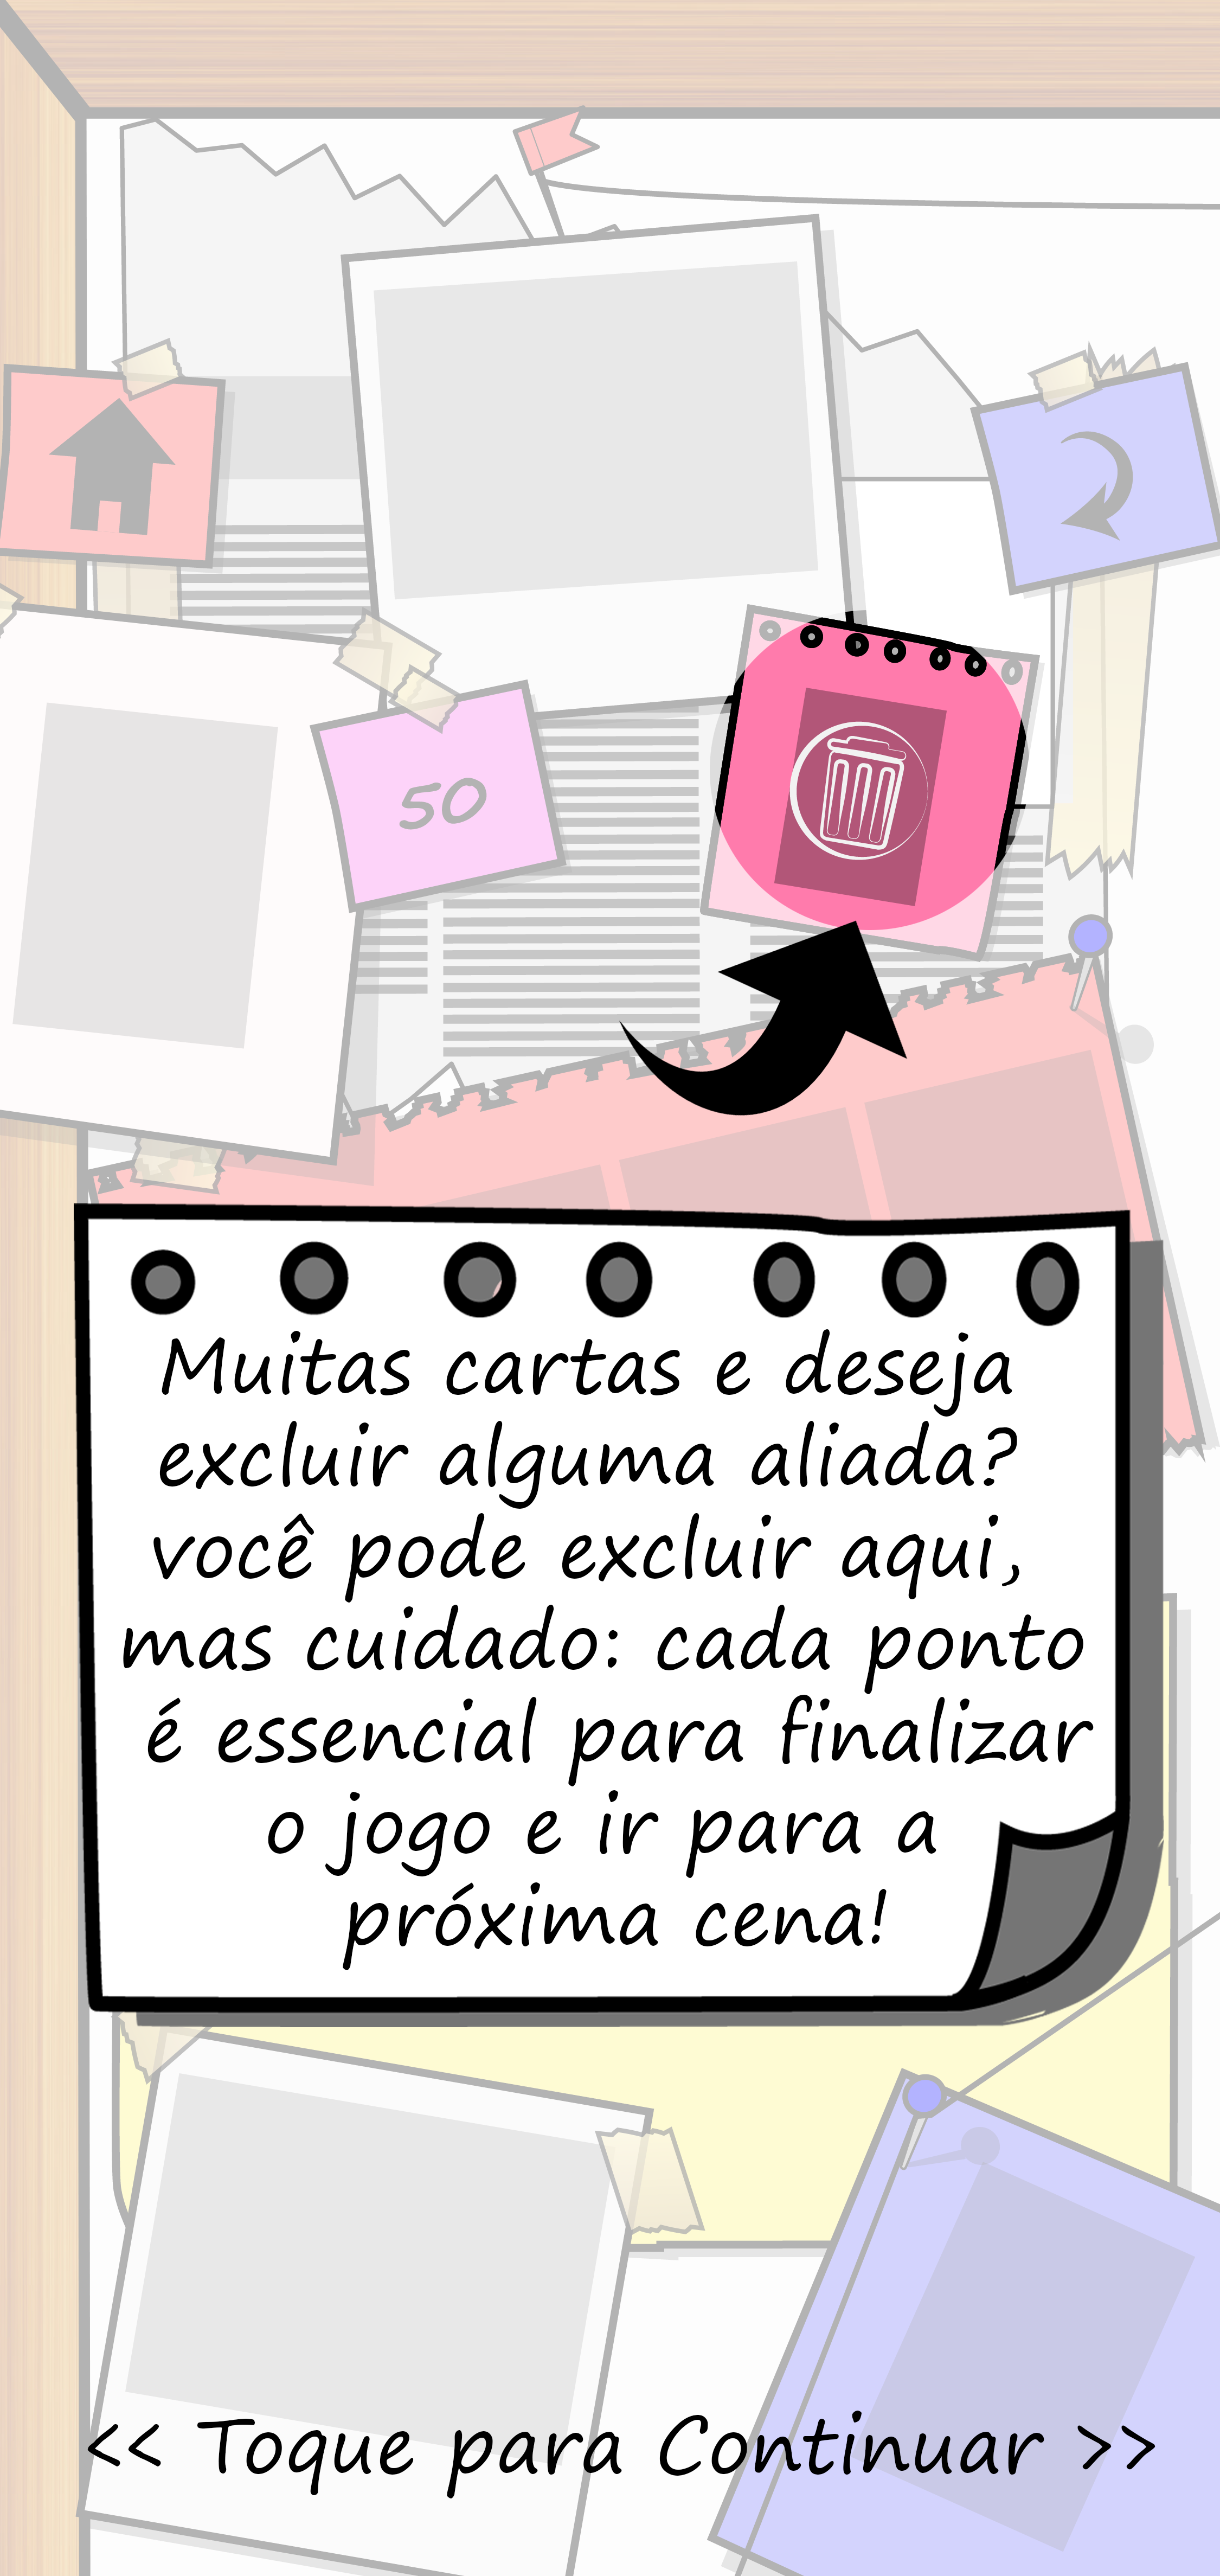 50
Muitas cartas e deseja
excluir alguma aliada?
você pode excluir aqui,
mas cuidado: cada ponto
é essencial para finalizar
o jogo e ir para a
próxima cena!
<< Toque para Continuar >>